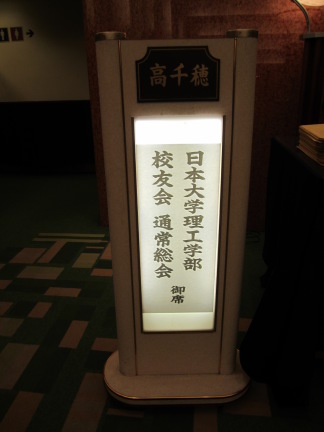 高千穂
日本大学理工学部
校友会 通常総会
御席